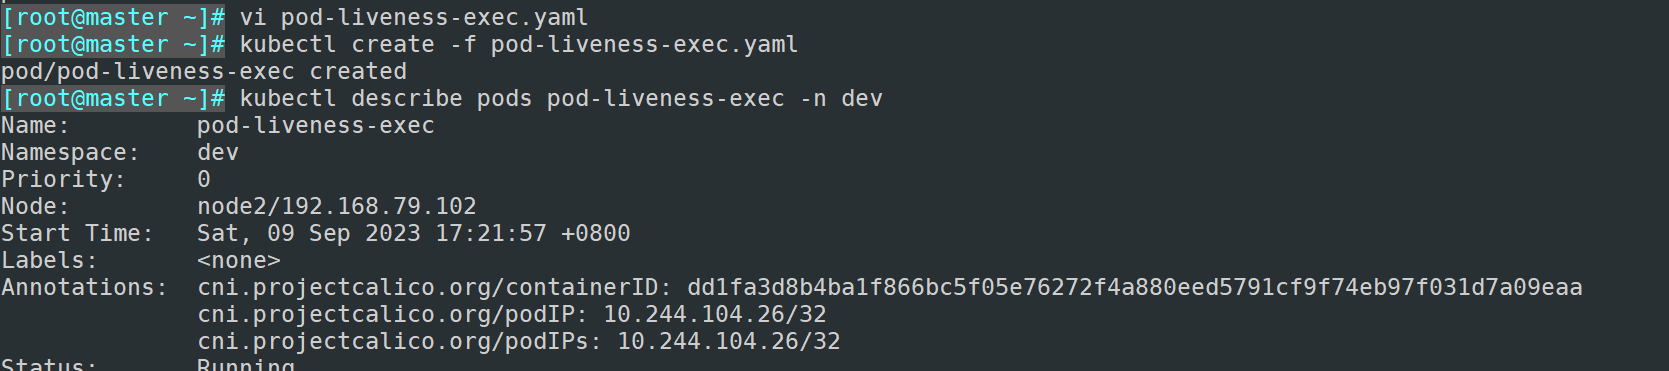 [root@master ~]# vi pod-liveness-exec.yaml
[root@master ~]# kubectl create -f pod-liveness-exec.yaml
pod/pod-liveness-exec created
[root@master ~]# kubectl describe pods pod-liveness-exec -n dev
Name:         pod-liveness-exec
Namespace:    dev
Priority:     0
Node:         node2/192.168.79.102
Start Time:   Sat, 09 Sep 2023 17:21:57 +0800
Labels:       <none>
Annotations:  cni.projectcalico.org/containerID: dd1fa3d8b4ba1f866bc5f05e76272f4a880eed5791cf9f74eb97f031d7a09eaa
              cni.projectcalico.org/podIP: 10.244.104.26/32
              cni.projectcalico.org/podIPs: 10.244.104.26/32
Status:       Running